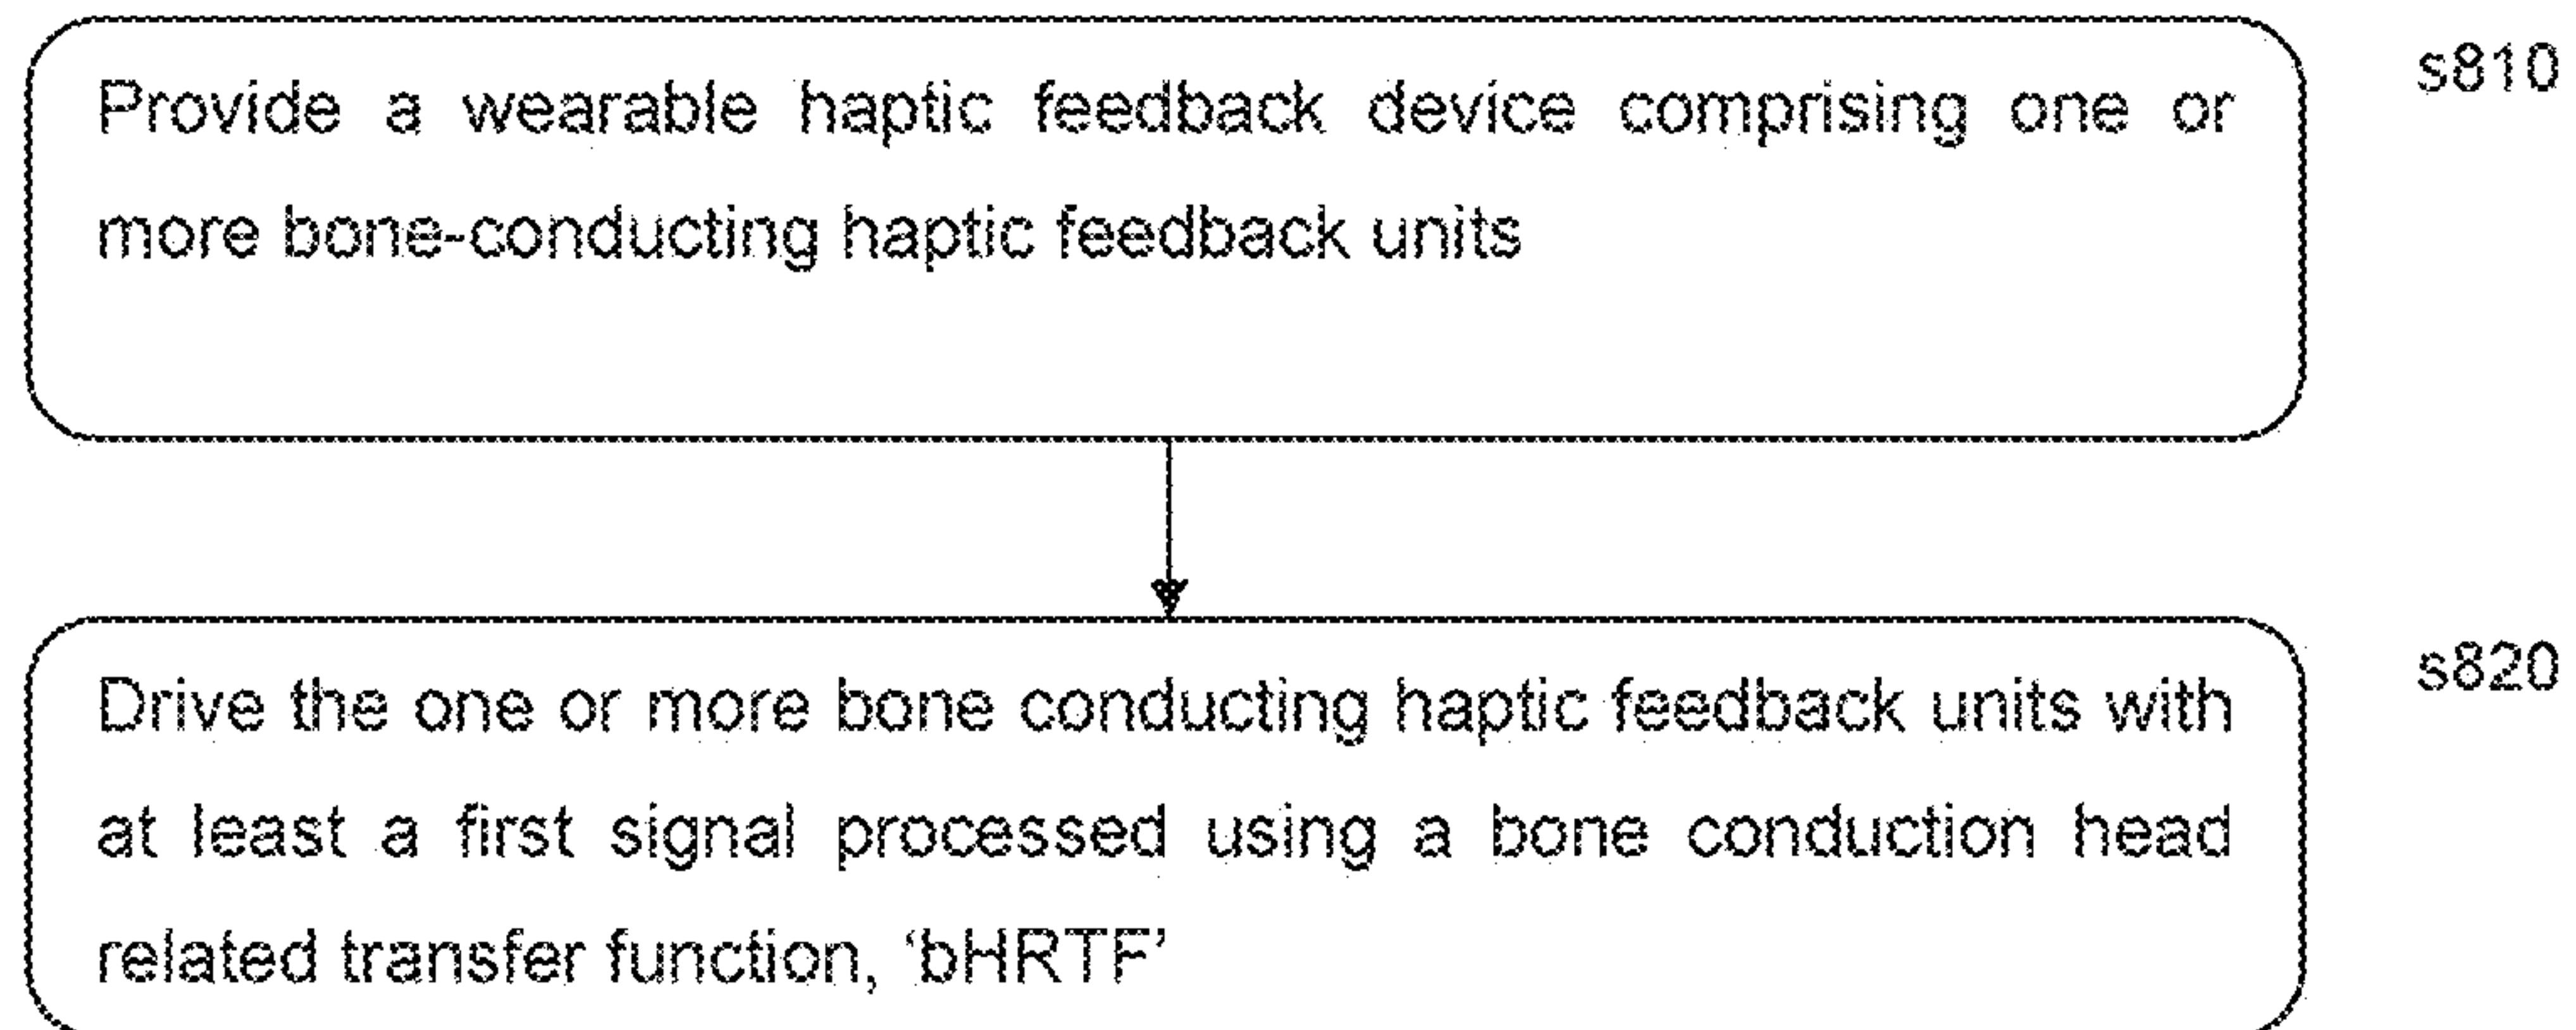 Provide a wearable haptic feedback device comprising one or
more bone-conducting haptic feedback units
s810
Drive the one or more bone conducting haptic feedback units with
at least a first signal processed using a bone conduction head
related transfer function, ‘bHRTF’
s820